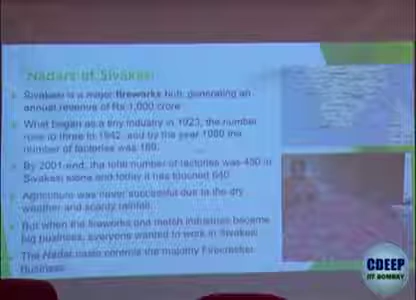 Nadars of Sivakasi
Sivakasi is a major fireworks hub, generating an
annual revenue of Rs 1,000 crore
What began as a tiny industry in 1923, the number
rose to three in 1942, and by the year 1980 the
number of factories was 189.
By 2001-end, the total number of factories was 450 in
Sivakasi alone and today it has touched 640
Agriculture was never successful due to the dry
weather and scanty rainfall.
But when the fireworks and match industries became
big business, everyone wanted to work in Sivakasi
The Nadar caste controls the majority Firecracker
Business
CDEEP
IIT BOMBAY